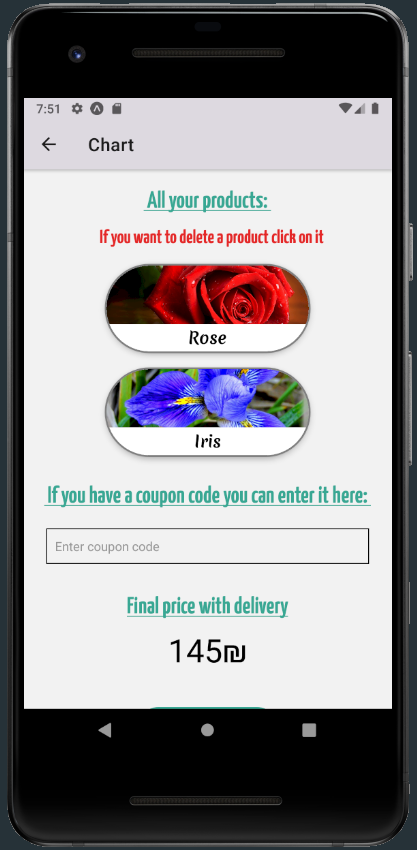 7:51
Chart
All your products:
If you want to delete a product click on it
Rose
Iris
If you have a coupon code you can enter it here:
Enter coupon code
Final price with delivery
145₪